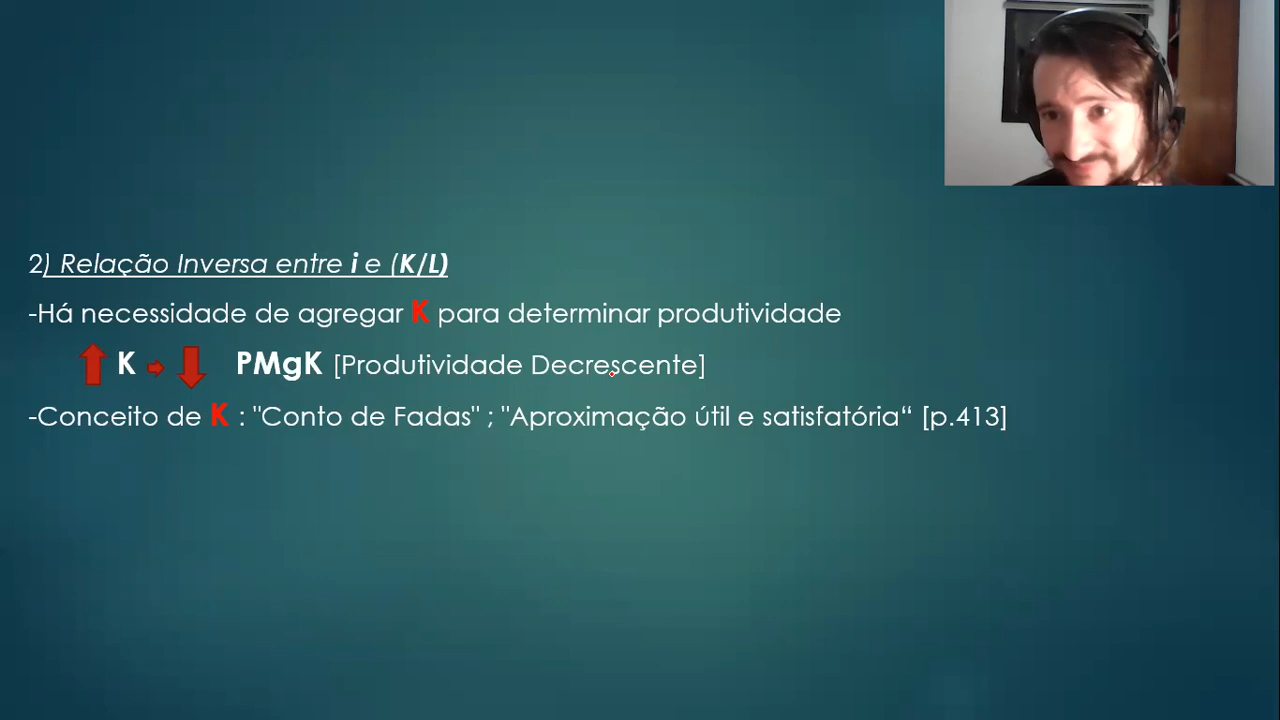 2) Relação Inversa entre i e (K/L)
-Há necessidade de agregar K para determinar produtividade
K PMgK [Produtividade Decrescente]
-Conceito de K : "Conto de Fadas" ; "Aproximação útil e satisfatória“ [p.413]